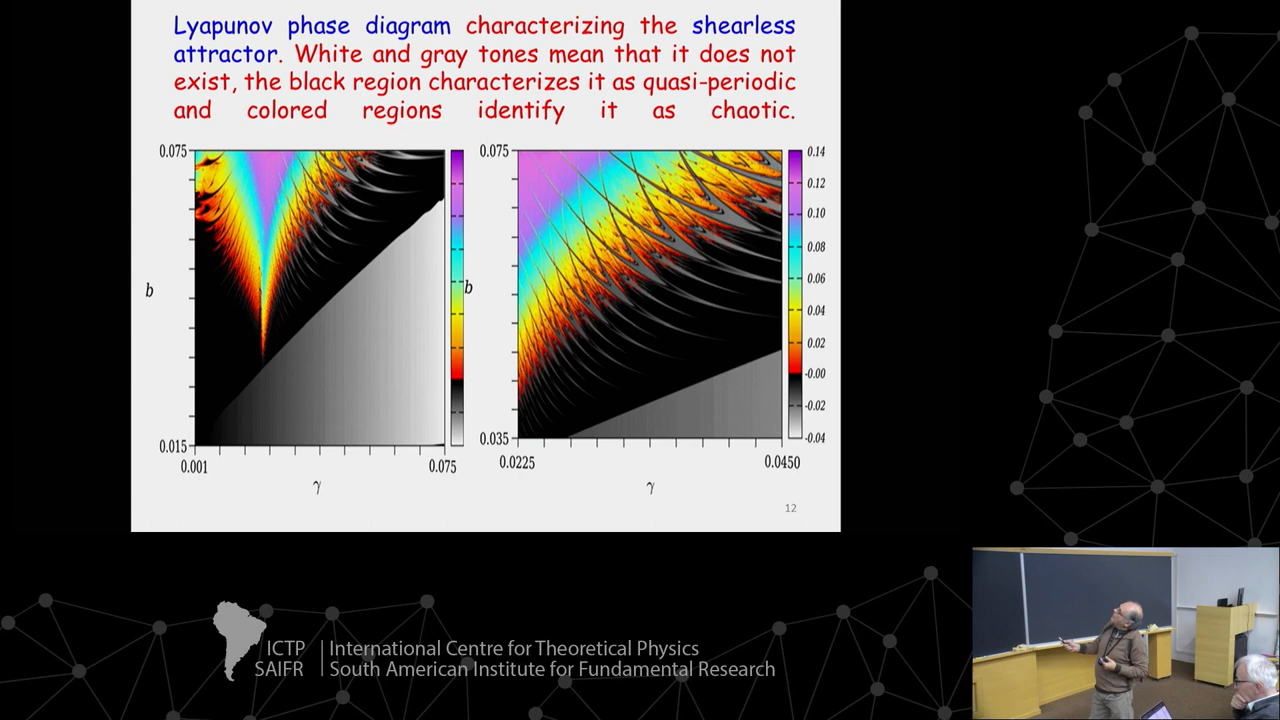 Lyapunov phase diagram characterizing the shearless
attractor. White and gray tones mean that it does not
exist, the black region characterizes it as quasi-periodic
and colored regions identify it as chaotic.
0.075
b
0.015
0.001
0.075
γ
0.075
b
0.035
0.0225
0.0450
γ
0.14
0.12
0.10
0.08
0.06
0.04
0.02
-0.00
-0.02
-0.04
12
ICTP
SAIFR
International Centre for Theoretical Physics
South American Institute for Fundamental Research